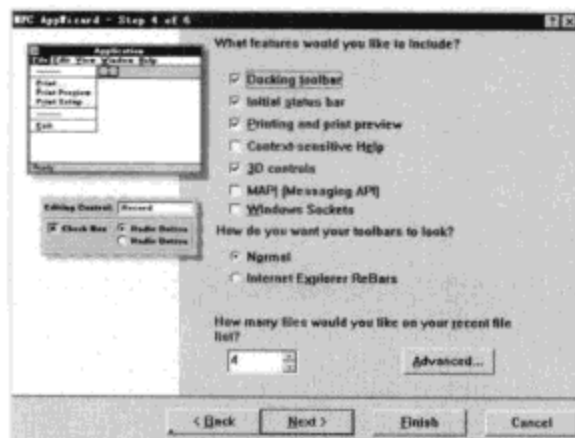 MFC AppWizard - Step 4 of 6
Application
File Edit View Window Help
Print...
Print Preview
Print Setup...
Exit
Ready
Editing Control: Record
Check Box
Radio Button
Radio Button
What features would you like to include?
Docking toolbar
Initial status bar
Printing and print preview
Context-sensitive Help
3D controls
MAPI (Messaging API)
Windows Sockets
How do you want your toolbars to look?
Normal
Internet Explorer ReBars
How many files would you like on your recent file
list?
4
Advanced...
< Back
Next >
Finish
Cancel